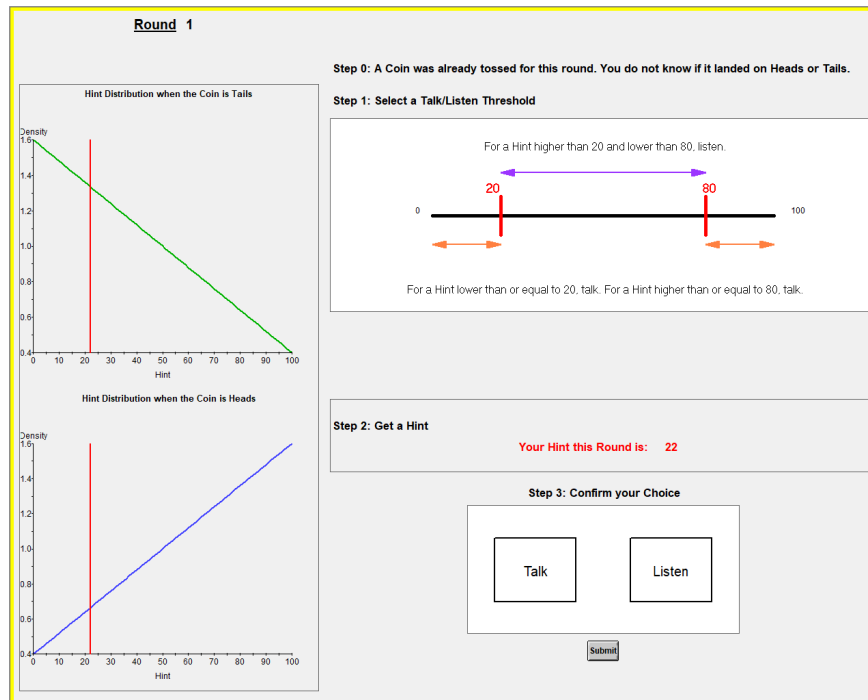 Round 1
Step 0: A Coin was already tossed for this round. You do not know if it landed on Heads or Tails.
Hint Distribution when the Coin is Tails
Density
1.6
1.4
1.2
1.0
0.8
0.6
0.4
0 10 20 30 40 50 60 70 80 90 100
Hint
Hint Distribution when the Coin is Heads
Density
1.6
1.4
1.2
1.0
0.8
0.6
0.4
0 10 20 30 40 50 60 70 80 90 100
Hint
Step 1: Select a Talk/Listen Threshold
For a Hint higher than 20 and lower than 80, listen.
20 80
0 100
For a Hint lower than or equal to 20, talk. For a Hint higher than or equal to 80, talk.
Step 2: Get a Hint
Your Hint this Round is: 22
Step 3: Confirm your Choice
Talk Listen
Submit